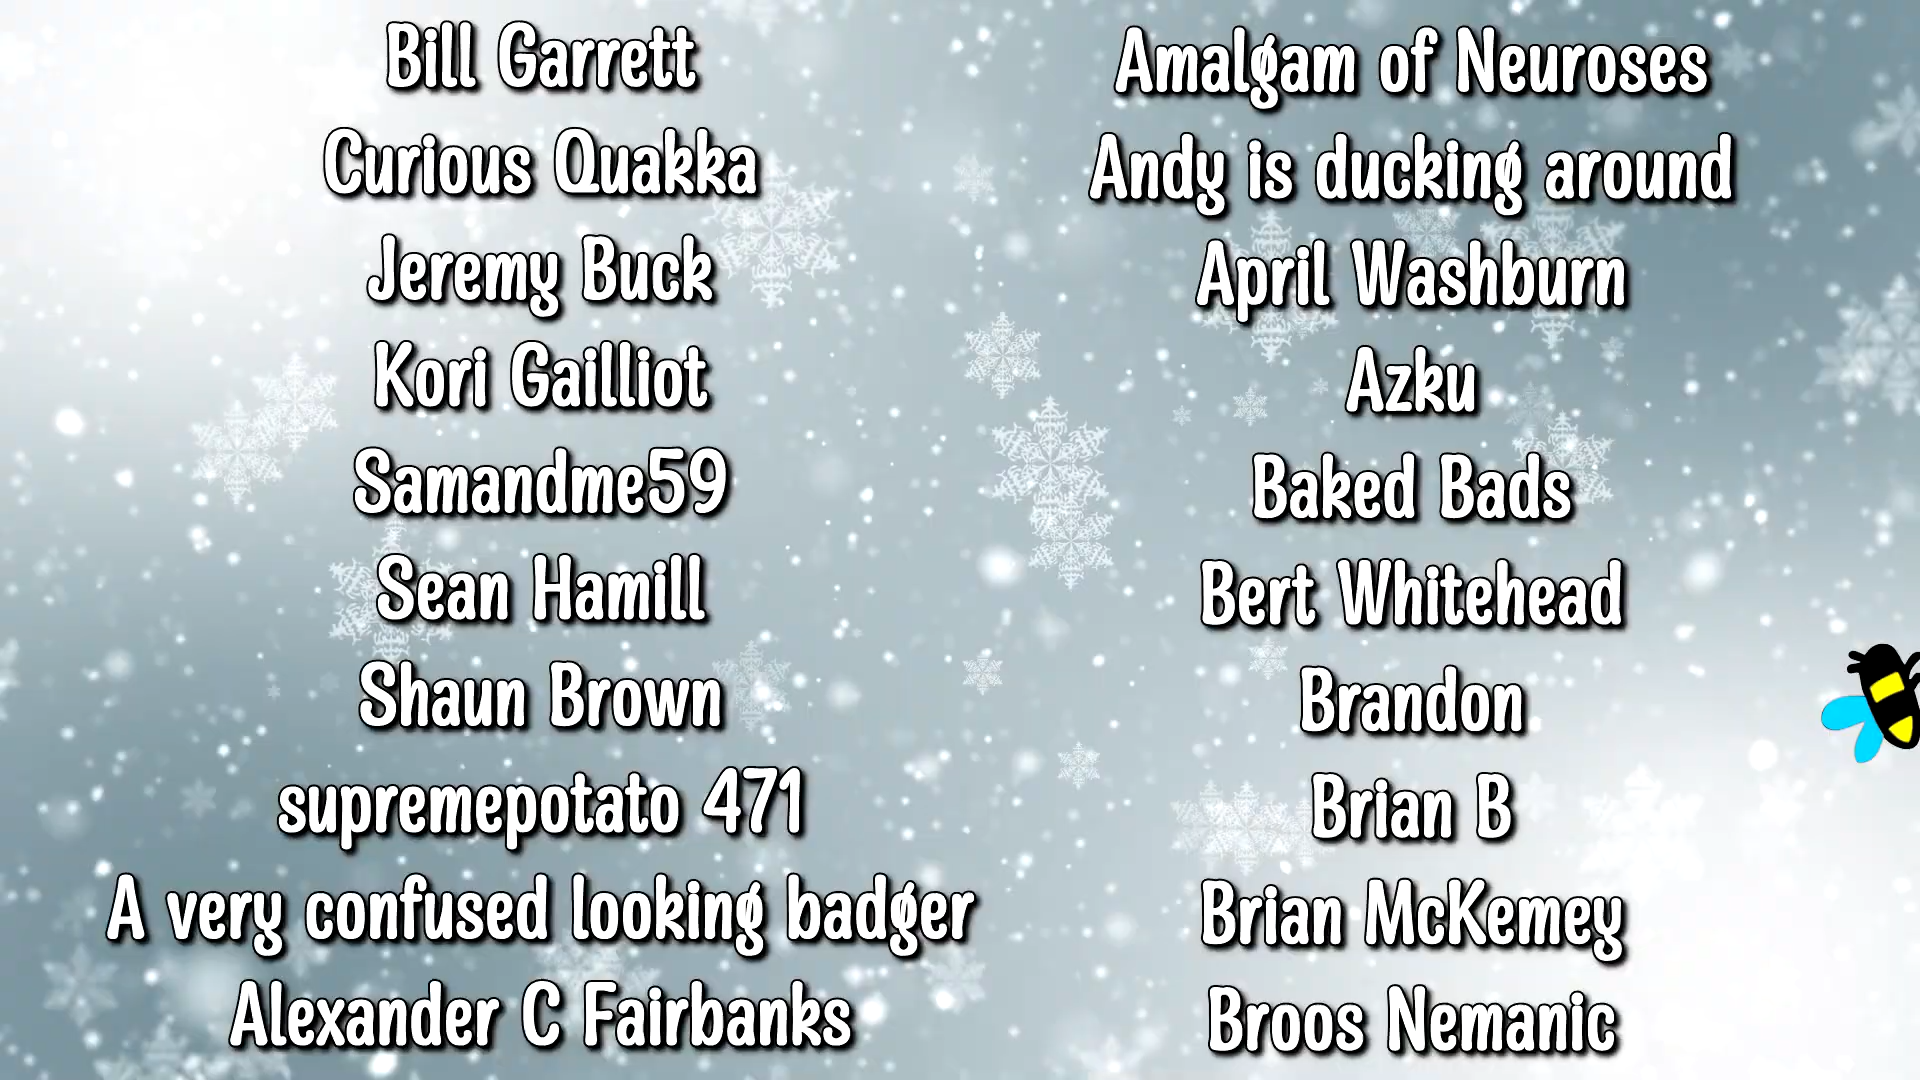 Bill Garrett
Curious Quakka
Jeremy Buck
Kori Gailliot
Samandme59
Sean Hamill
Shaun Brown
supremepotato 471
A very confused looking badger
Alexander C Fairbanks
Amalgam of Neuroses
Andy is ducking around
April Washburn
Azku
Baked Bads
Bert Whitehead
Brandon
Brian B
Brian McKemey
Broos Nemanic